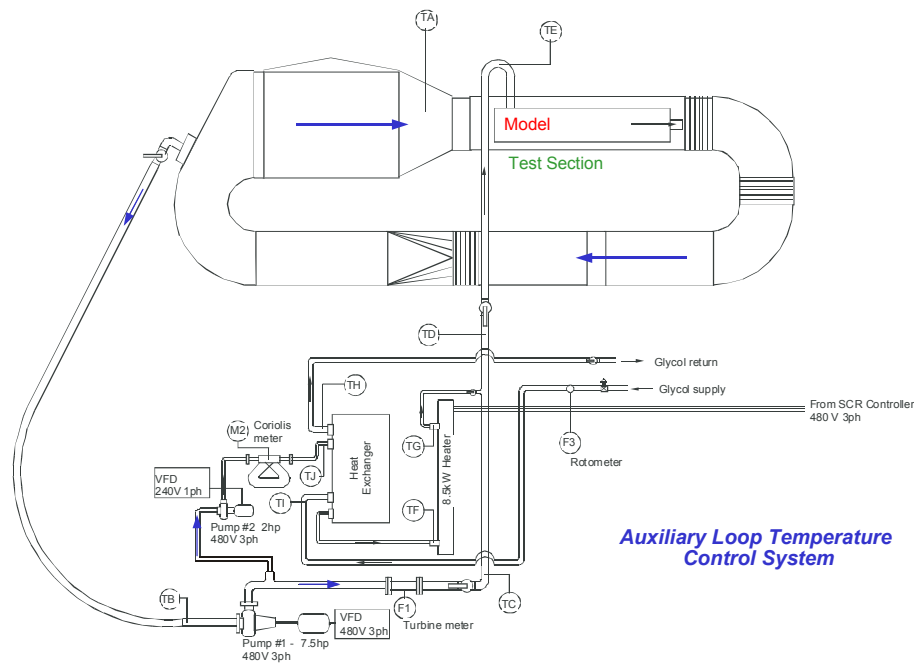 TA
TE
Model
Test Section
TD
Glycol return
Glycol supply
TH
From SCR Controller
480 V 3ph
M2
Coriolis
meter
TG
F3
Rotometer
Heat
Exchanger
8.5kW Heater
TJ
VFD
240V 1ph
TI
TF
Pump #2 2hp
480V 3ph
Auxiliary Loop Temperature
Control System
TB
F1
TC
Turbine meter
VFD
480V 3ph
Pump #1 - 7.5hp
480V 3ph